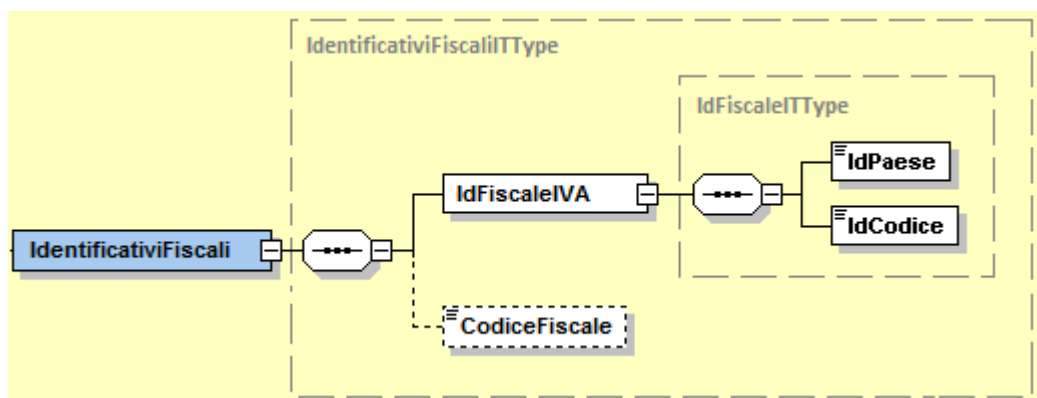 IdentificativiFiscaliITType
IdFiscaleITType
IdPaese
IdFiscaleIVA
IdCodice
IdentificativiFiscali
CodiceFiscale